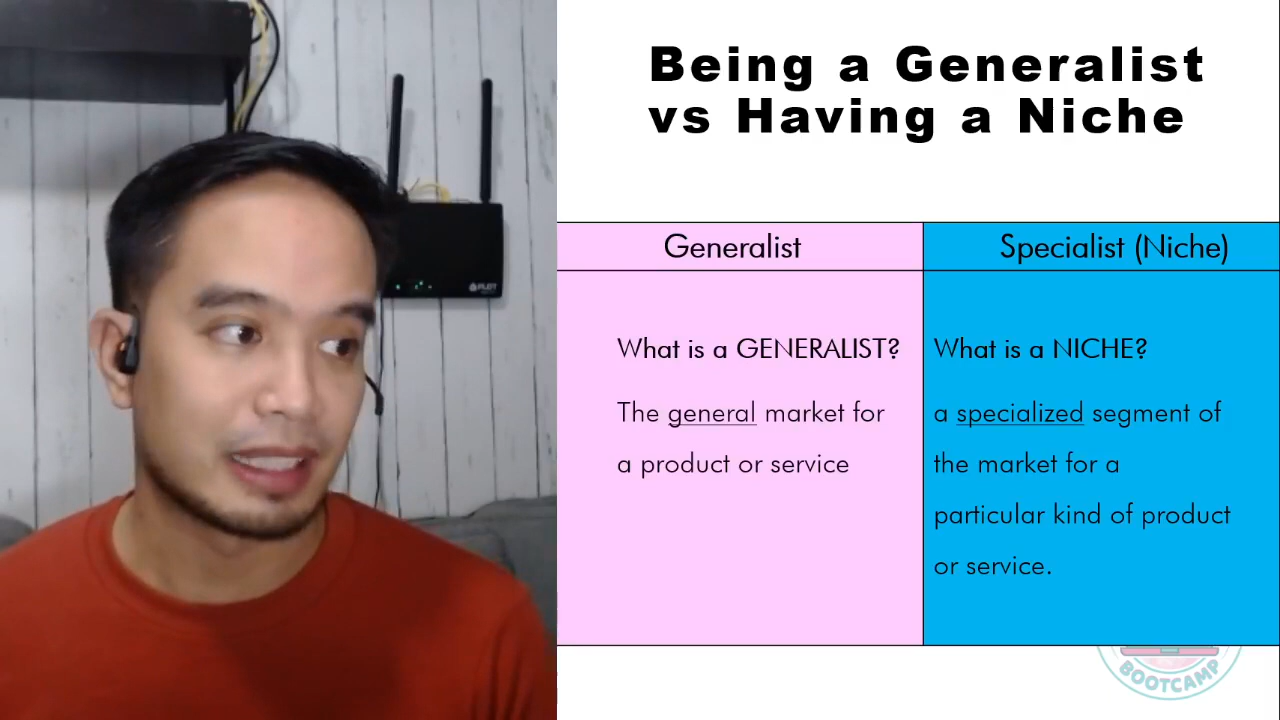 Being a Generalist
vs Having a Niche
Generalist
Specialist (Niche)
What is a GENERALIST?
The general market for
a product or service
What is a NICHE?
a specialized segment of
the market for a
particular kind of product
or service.
BOOTCAMP